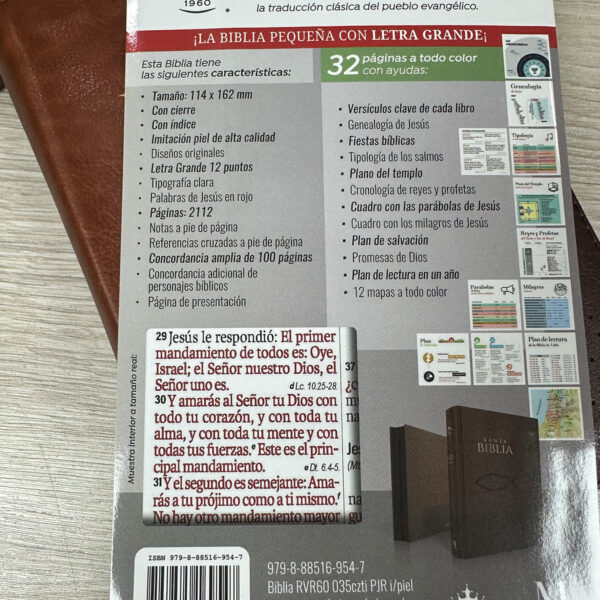 1960
la traducción clásica del pueblo evangélico.
¡LA BIBLIA PEQUEÑA CON LETRA GRANDE¡
Esta Biblia tiene
las siguientes características:
• Tamaño: 114 x 162 mm
• Con cierre
• Con índice
• Imitación piel de alta calidad
• Diseños originales
• Letra Grande 12 puntos
• Tipografía clara
• Palabras de Jesús en rojo
• Páginas: 2112
• Notas a pie de página
• Referencias cruzadas a pie de página
• Concordancia amplia de 100 páginas
• Concordancia adicional de
personajes bíblicos
• Página de presentación
32 páginas a todo color
con ayudas:
• Versículos clave de cada libro
• Genealogía de Jesús
• Fiestas bíblicas
• Tipología de los salmos
• Plano del templo
• Cronología de reyes y profetas
• Cuadro con las parábolas de Jesús
• Cuadro con los milagros de Jesús
• Plan de salvación
• Promesas de Dios
• Plan de lectura en un año
• 12 mapas a todo color
Genealogía
Tipología
Plano del Templo
Reyes y Profetas
Parábolas
Milagros
Plan de lectura
Muestra interior a tamaño real:
29 Jesús le respondió: El primer
mandamiento de todos es: Oye,
Israel; el Señor nuestro Dios, el
Señor uno es. d Lc. 10.25-28.
30 Y amarás al Señor tu Dios con
todo tu corazón, y con toda tu
alma, y con toda tu mente y con
todas tus fuerzas.e Este es el prin-
cipal mandamiento. e Dt. 6.4-5.
31 Y el segundo es semejante: Ama-
rás a tu prójimo como a ti mismo.f
No hay otro mandamiento mayor
37
SANTA
BIBLIA
ISBN 979-8-88516-954-7
979-8-88516-954-7
Biblia RVR60 035czti PJR i/piel